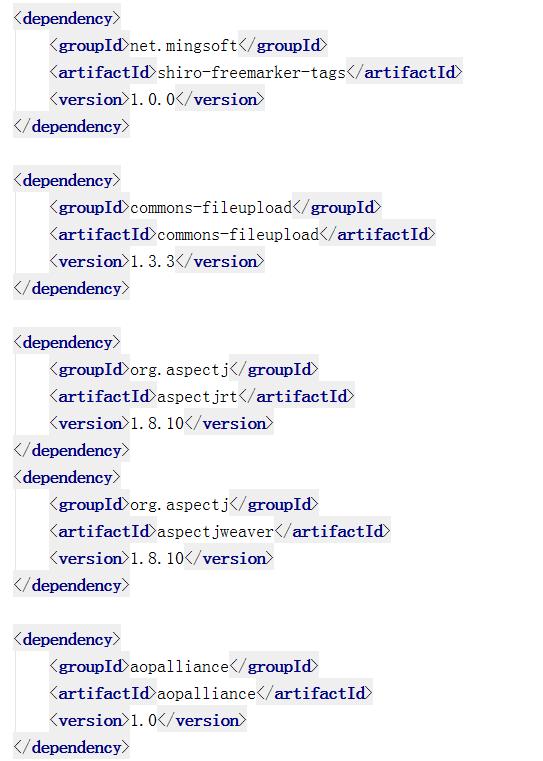 <dependency>
<groupId>net.mingsoft</groupId>
<artifactId>shiro-freemarker-tags</artifactId>
<version>1.0.0</version>
</dependency>
<dependency>
<groupId>commons-fileupload</groupId>
<artifactId>commons-fileupload</artifactId>
<version>1.3.3</version>
</dependency>
<dependency>
<groupId>org.aspectj</groupId>
<artifactId>aspectjrt</artifactId>
<version>1.8.10</version>
</dependency>
<dependency>
<groupId>org.aspectj</groupId>
<artifactId>aspectjweaver</artifactId>
<version>1.8.10</version>
</dependency>
<dependency>
<groupId>aopalliance</groupId>
<artifactId>aopalliance</artifactId>
<version>1.0</version>
</dependency>